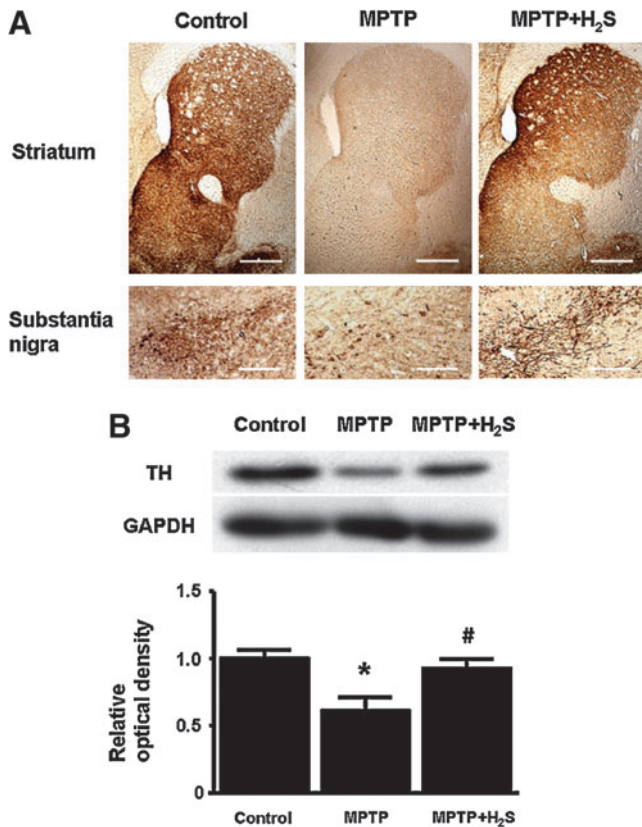 A
Control MPTP MPTP+H₂S
Striatum
Substantia
nigra
B
Control MPTP MPTP+H₂S
TH
GAPDH
Relative
optical density
1.5
1.0
0.5
0
*
#
Control MPTP MPTP+H₂S